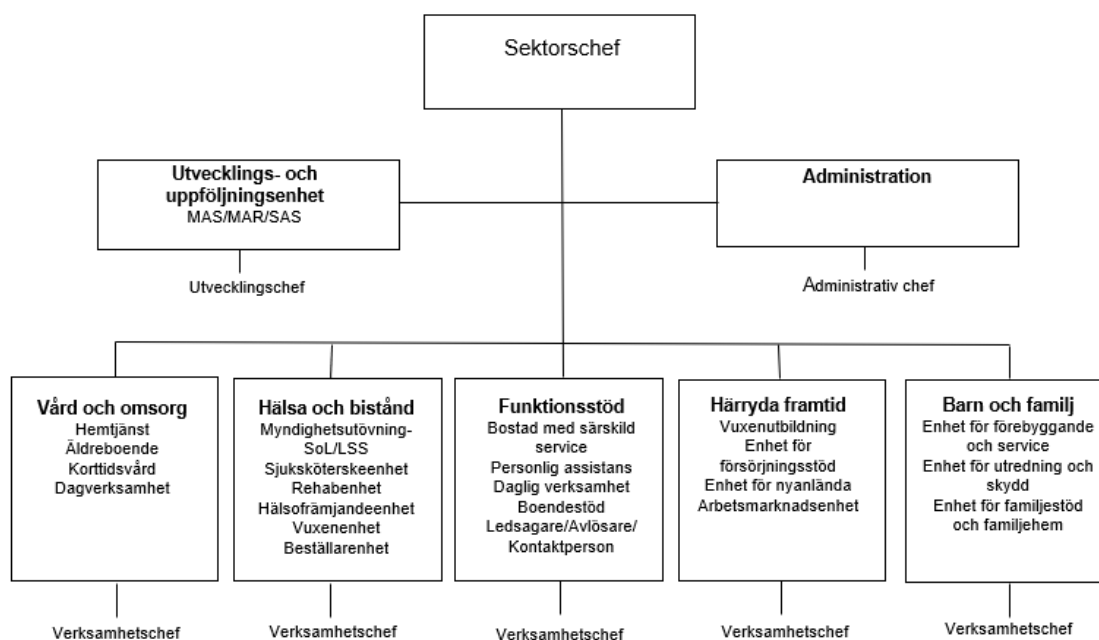 Sektorschef
Utvecklings- och
uppföljningsenhet
MAS/MAR/SAS
Administration
Utvecklingschef
Administrativ chef
Vård och omsorg
Hemtjänst
Äldreboende
Korttidsvård
Dagverksamhet
Hälsa och bistånd
Myndighetsutövning-
SoL/LSS
Sjuksköterskeenhet
Rehabenhet
Hälsofrämjandeenhet
Vuxenenhet
Beställarenhet
Funktionsstöd
Bostad med särskild
service
Personlig assistans
Daglig verksamhet
Boendestöd
Ledsagare/Avlösare/
Kontaktperson
Härryda framtid
Vuxenutbildning
Enhet för
försörjningsstöd
Enhet för nyanlända
Arbetsmarknadsenhet
Barn och familj
Enhet för förebyggande
och service
Enhet för utredning och
skydd
Enhet för familjestöd
och familjehem
Verksamhetschef
Verksamhetschef
Verksamhetschef
Verksamhetschef
Verksamhetschef